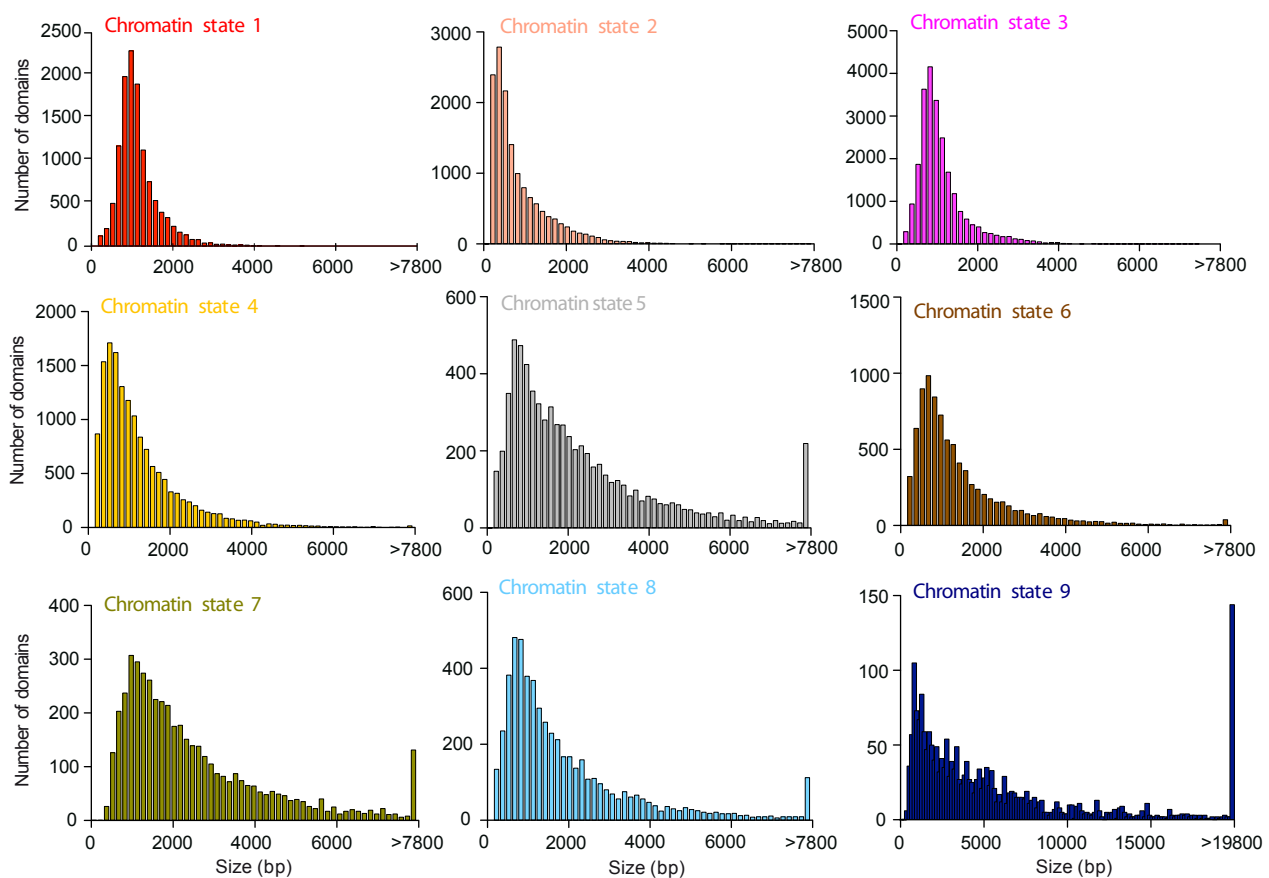 Chromatin state 1
Number of domains
2500
2000
1500
1000
500
0
0 2000 4000 6000 >7800
Chromatin state 2
3000
2000
1000
0
0 2000 4000 6000 >7800
Chromatin state 3
5000
4000
3000
2000
1000
0
0 2000 4000 6000 >7800
Chromatin state 4
Number of domains
2000
1500
1000
500
0
0 2000 4000 6000 >7800
Chromatin state 5
600
400
200
0
0 2000 4000 6000 >7800
Chromatin state 6
1500
1000
500
0
0 2000 4000 6000 >7800
Chromatin state 7
Number of domains
400
300
200
100
0
0 2000 4000 6000 >7800
Size (bp)
Chromatin state 8
600
400
200
0
0 2000 4000 6000 >7800
Size (bp)
Chromatin state 9
150
100
50
0
0 5000 10000 15000 >19800
Size (bp)